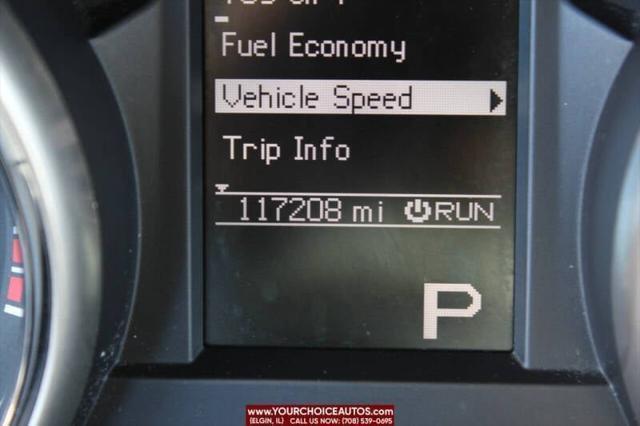 Fuel Economy
Vehicle Speed
Trip Info
117208 mi RUN
P
WWW.YOURCHOICEAUTOS.COM
(ELGIN, IL) CALL US NOW: (708) 539-0695